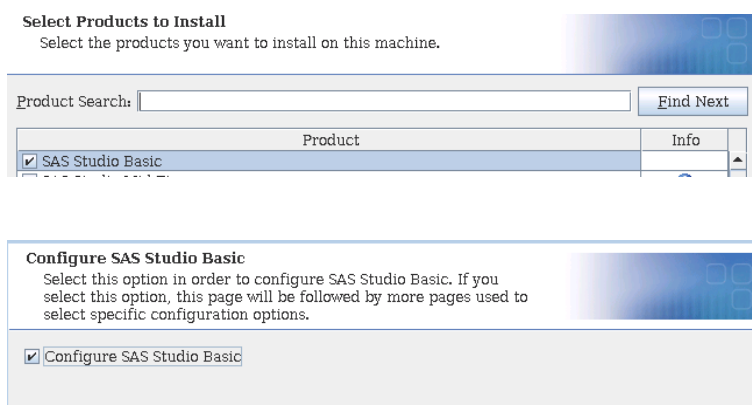 Select Products to Install
Select the products you want to install on this machine.
Product Search:
Find Next
Product Info
SAS Studio Basic
Configure SAS Studio Basic
Select this option in order to configure SAS Studio Basic. If you
select this option, this page will be followed by more pages used to
select specific configuration options.
Configure SAS Studio Basic